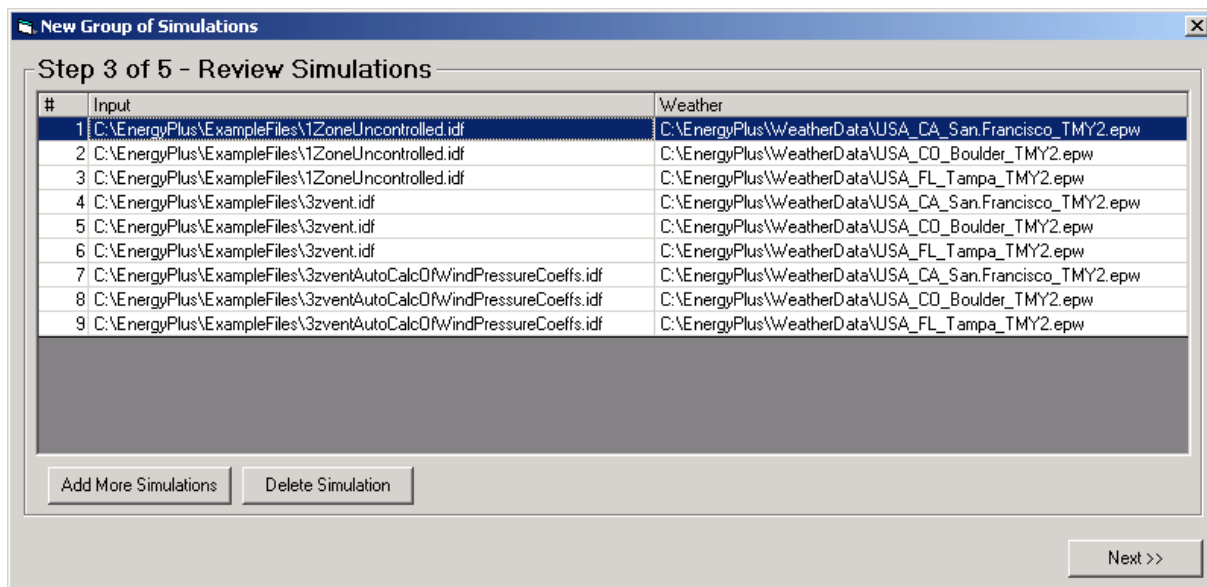 New Group of Simulations
Step 3 of 5 - Review Simulations
# Input Weather
1 C:\EnergyPlus\ExampleFiles\1ZoneUncontrolled.idf C:\EnergyPlus\WeatherData\USA_CA_San.Francisco_TMY2.epw
2 C:\EnergyPlus\ExampleFiles\1ZoneUncontrolled.idf C:\EnergyPlus\WeatherData\USA_CO_Boulder_TMY2.epw
3 C:\EnergyPlus\ExampleFiles\1ZoneUncontrolled.idf C:\EnergyPlus\WeatherData\USA_FL_Tampa_TMY2.epw
4 C:\EnergyPlus\ExampleFiles\3zvent.idf C:\EnergyPlus\WeatherData\USA_CA_San.Francisco_TMY2.epw
5 C:\EnergyPlus\ExampleFiles\3zvent.idf C:\EnergyPlus\WeatherData\USA_CO_Boulder_TMY2.epw
6 C:\EnergyPlus\ExampleFiles\3zvent.idf C:\EnergyPlus\WeatherData\USA_FL_Tampa_TMY2.epw
7 C:\EnergyPlus\ExampleFiles\3zventAutoCalcOfWindPressureCoeffs.idf C:\EnergyPlus\WeatherData\USA_CA_San.Francisco_TMY2.epw
8 C:\EnergyPlus\ExampleFiles\3zventAutoCalcOfWindPressureCoeffs.idf C:\EnergyPlus\WeatherData\USA_CO_Boulder_TMY2.epw
9 C:\EnergyPlus\ExampleFiles\3zventAutoCalcOfWindPressureCoeffs.idf C:\EnergyPlus\WeatherData\USA_FL_Tampa_TMY2.epw
Add More Simulations Delete Simulation
Next >>